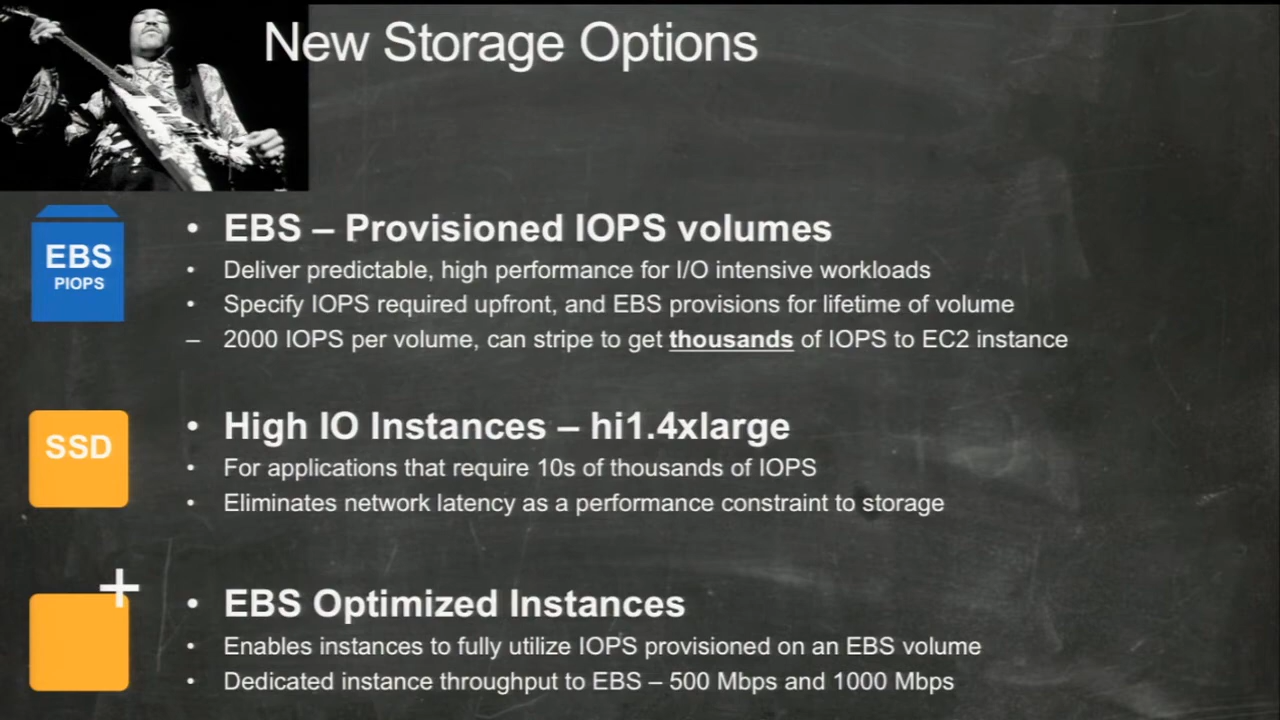 New Storage Options
EBS
PIOPS
• EBS – Provisioned IOPS volumes
• Deliver predictable, high performance for I/O intensive workloads
• Specify IOPS required upfront, and EBS provisions for lifetime of volume
– 2000 IOPS per volume, can stripe to get thousands of IOPS to EC2 instance
SSD
• High IO Instances – hi1.4xlarge
• For applications that require 10s of thousands of IOPS
• Eliminates network latency as a performance constraint to storage
+
• EBS Optimized Instances
• Enables instances to fully utilize IOPS provisioned on an EBS volume
• Dedicated instance throughput to EBS – 500 Mbps and 1000 Mbps